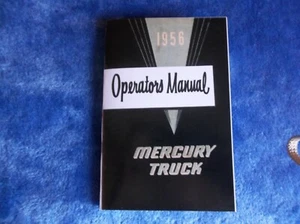 1956
Operators Manual
MERCURY
TRUCK